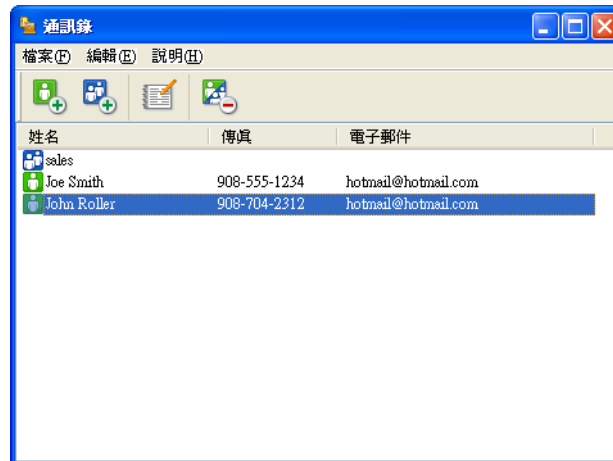 通訊錄
檔案(F) 編輯(E) 說明(H)
姓名 傳真 電子郵件
sales
Joe Smith 908-555-1234 hotmail@hotmail.com
John Roller 908-704-2312 hotmail@hotmail.com